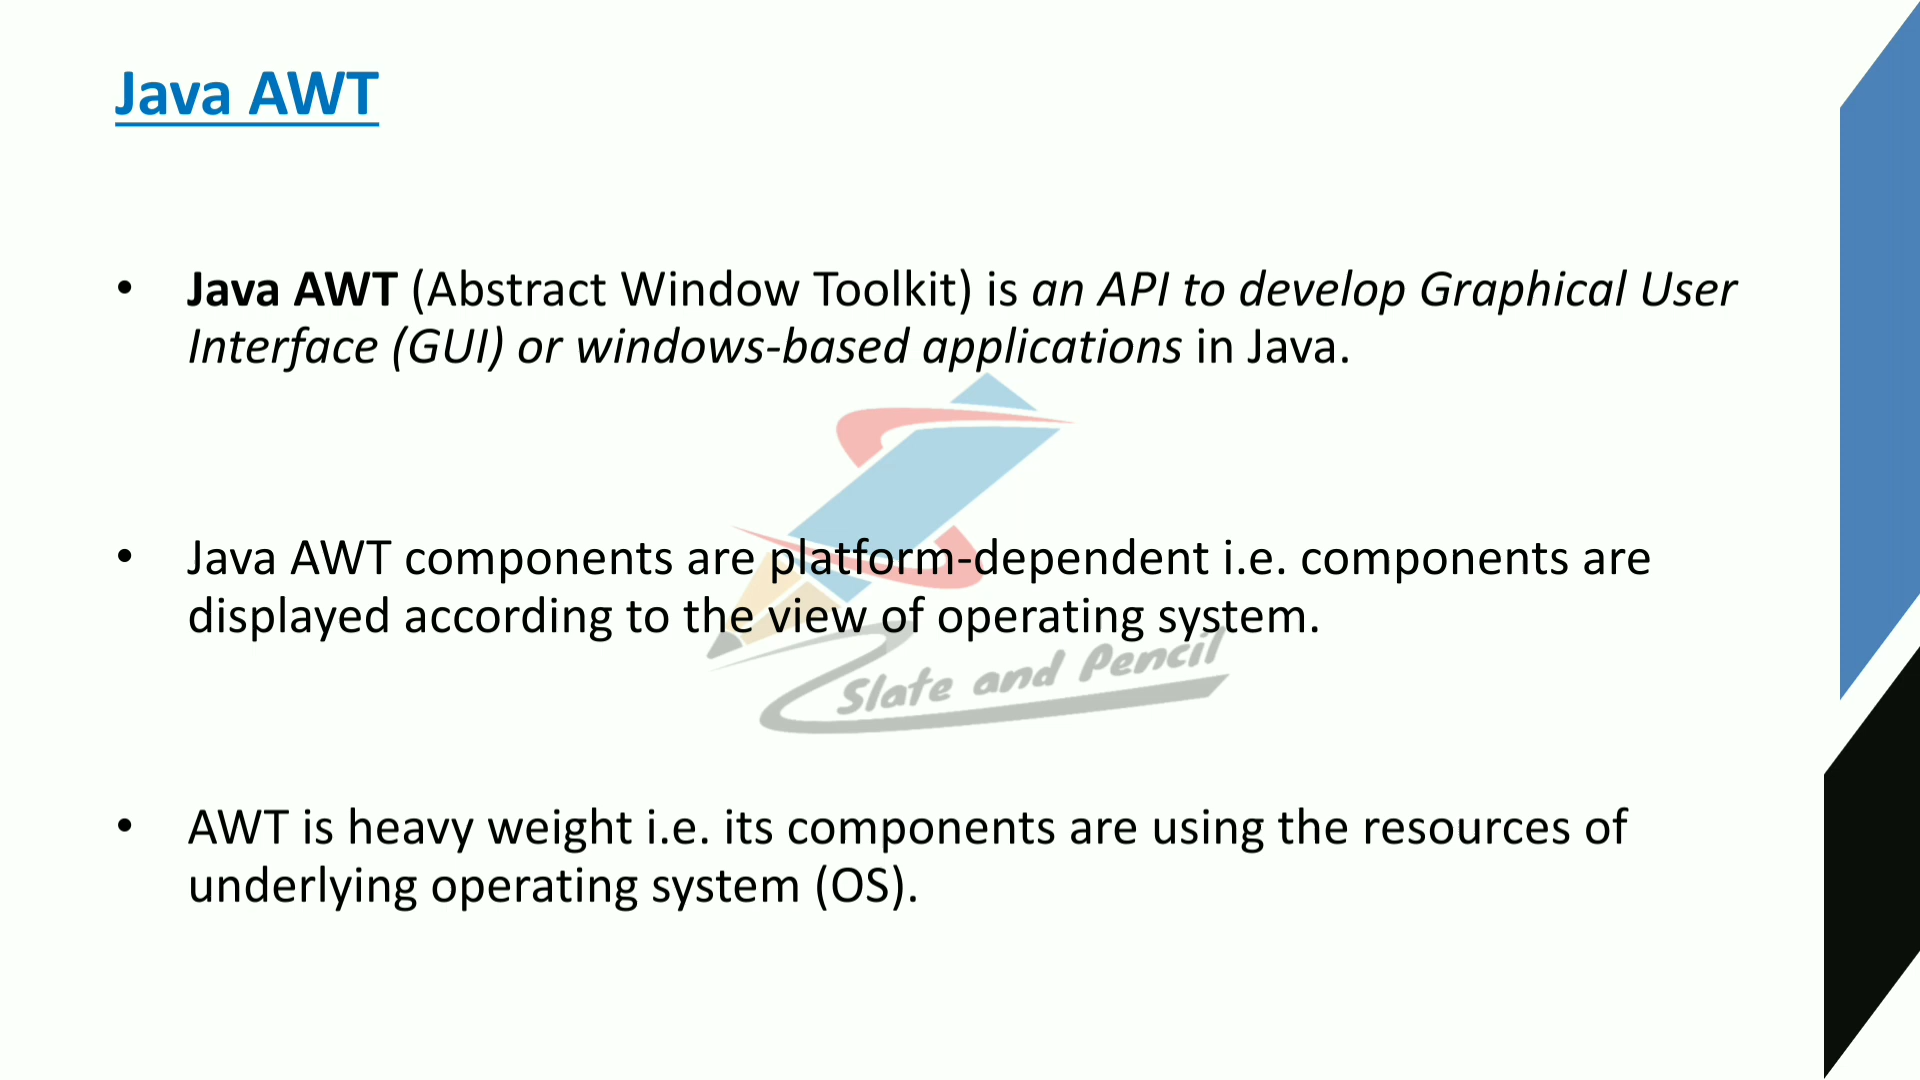 Java AWT
• Java AWT (Abstract Window Toolkit) is an API to develop Graphical User
Interface (GUI) or windows-based applications in Java.
• Java AWT components are platform-dependent i.e. components are
displayed according to the view of operating system.
Slate and Pencil
• AWT is heavy weight i.e. its components are using the resources of
underlying operating system (OS).